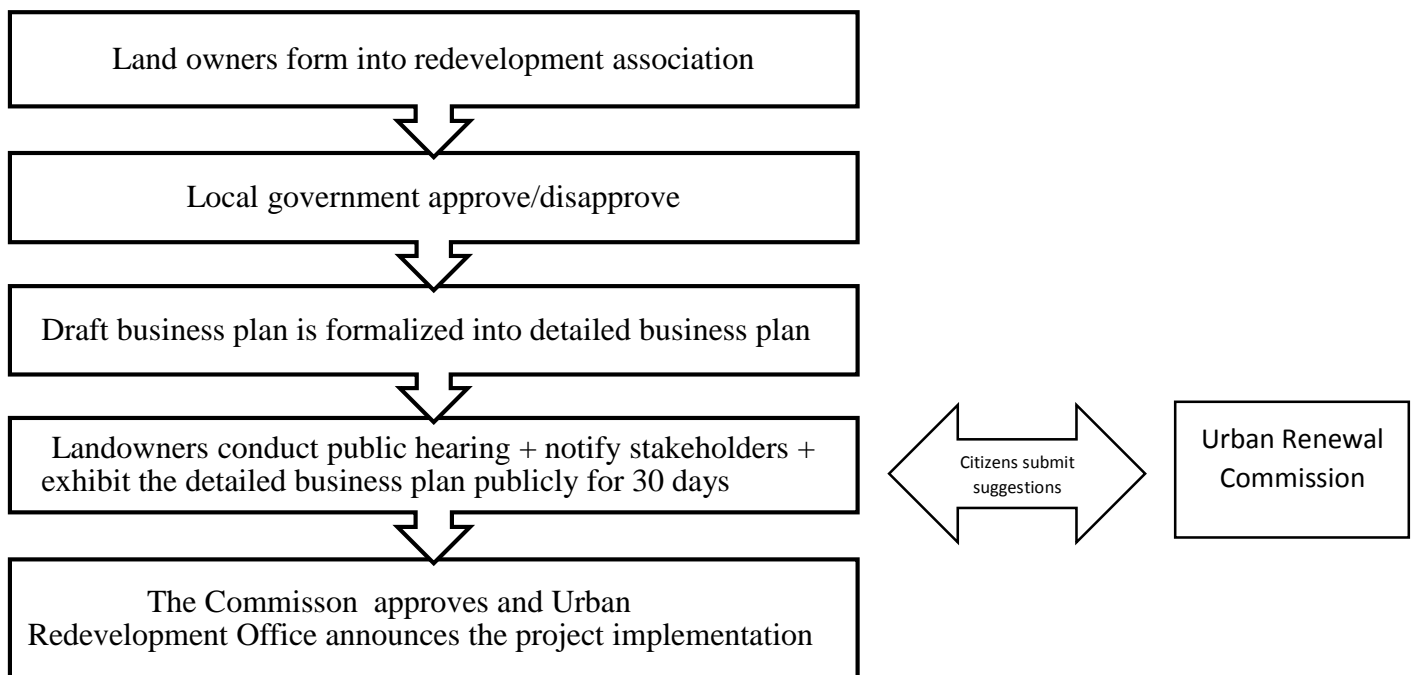 Land owners form into redevelopment association
Local government approve/disapprove
Draft business plan is formalized into detailed business plan
Landowners conduct public hearing + notify stakeholders +
exhibit the detailed business plan publicly for 30 days
Citizens submit
suggestions
Urban Renewal
Commission
The Commisson approves and Urban
Redevelopment Office announces the project implementation